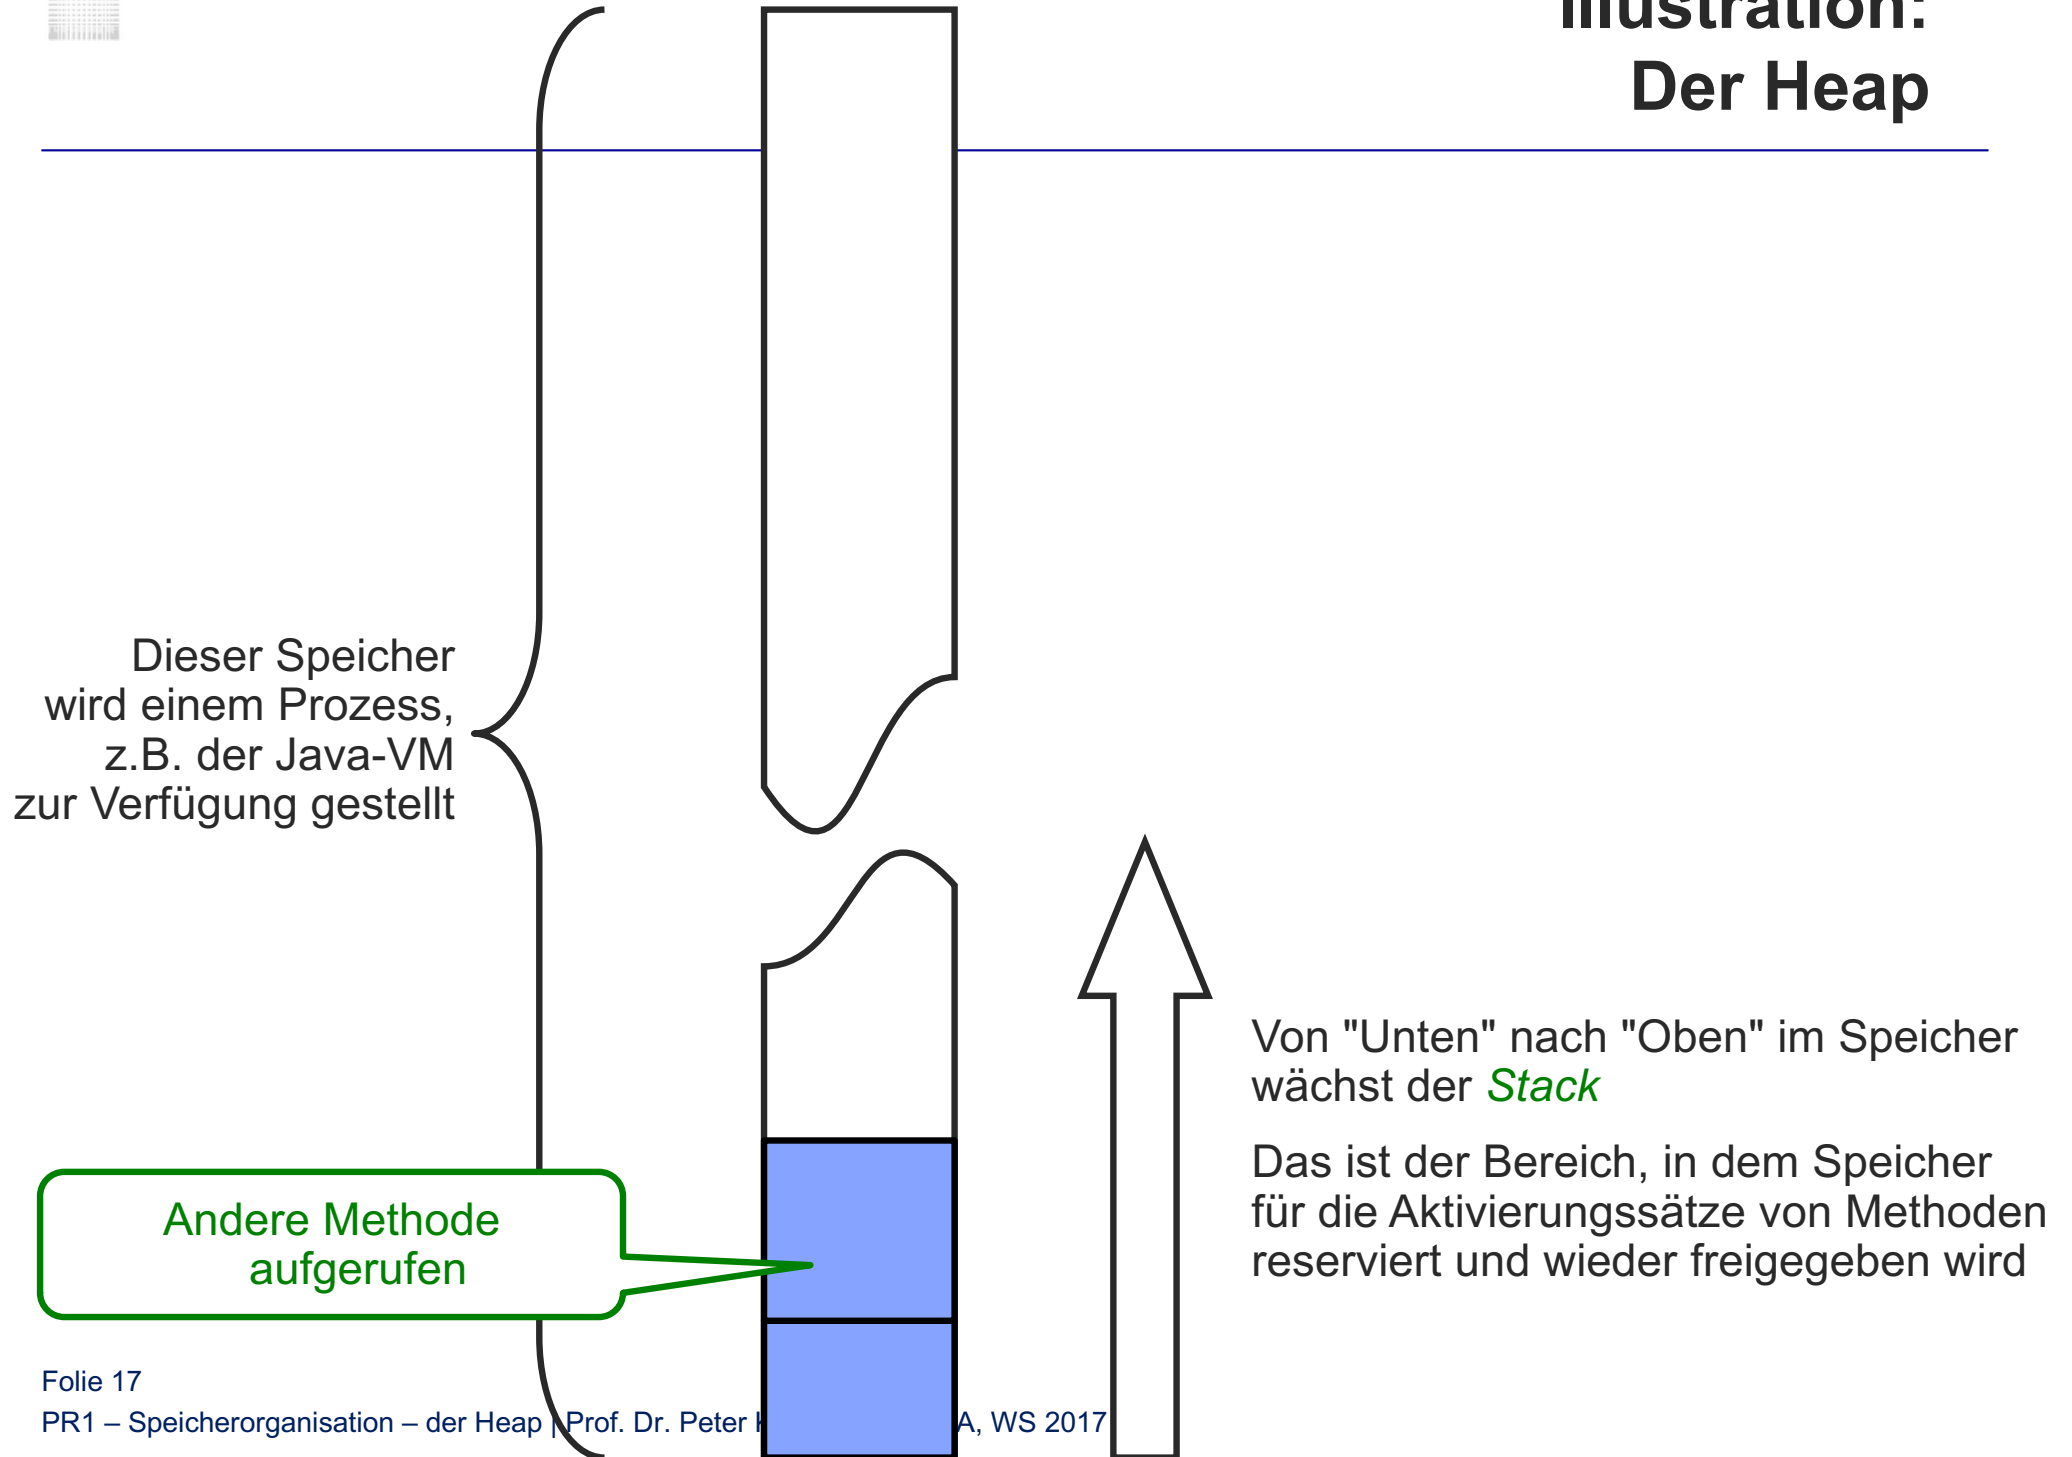 Illustration:
Der Heap
Dieser Speicher
wird einem Prozess,
z.B. der Java-VM
zur Verfügung gestellt
Von "Unten" nach "Oben" im Speicher
wächst der Stack
Das ist der Bereich, in dem Speicher
für die Aktivierungssätze von Methoden
reserviert und wieder freigegeben wird
Andere Methode
aufgerufen
Folie 17
PR1 – Speicherorganisation – der Heap | Prof. Dr. Peter A, WS 2017